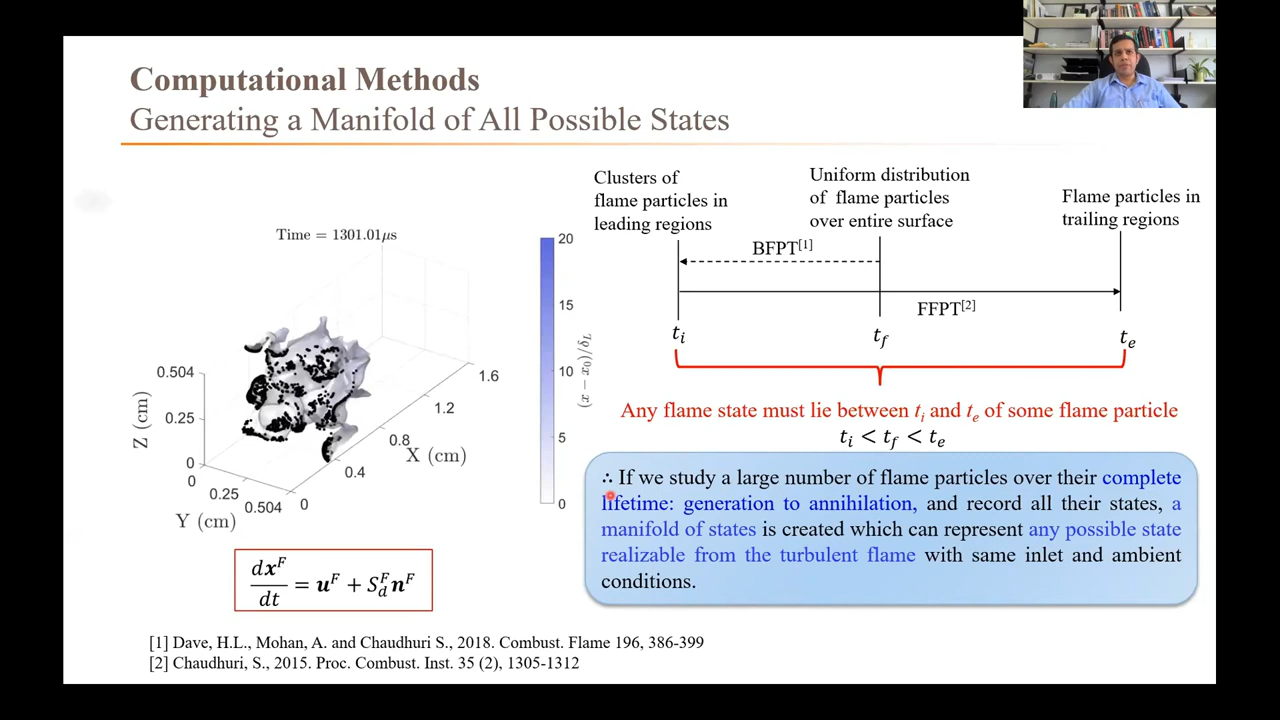 Computational Methods
Generating a Manifold of All Possible States
Time = 1301.01μs
Z (cm)
0.504
0.25
0
0
0.25
0.504
Y (cm)
0
0.4
0.8
1.2
1.6
X (cm)
20
15
10
5
0
(x − x₀)/δ_L
Clusters of
flame particles in
leading regions
Uniform distribution
of flame particles
over entire surface
Flame particles in
trailing regions
BFPT[1]
FFPT[2]
t_i
t_f
t_e
Any flame state must lie between t_i and t_e of some flame particle
t_i < t_f < t_e
∴ If we study a large number of flame particles over their complete
lifetime: generation to annihilation, and record all their states, a
manifold of states is created which can represent any possible state
realizable from the turbulent flame with same inlet and ambient
conditions.
dx^F/dt = u^F + S_d^F n^F
[1] Dave, H.L., Mohan, A. and Chaudhuri S., 2018. Combust. Flame 196, 386-399
[2] Chaudhuri, S., 2015. Proc. Combust. Inst. 35 (2), 1305-1312